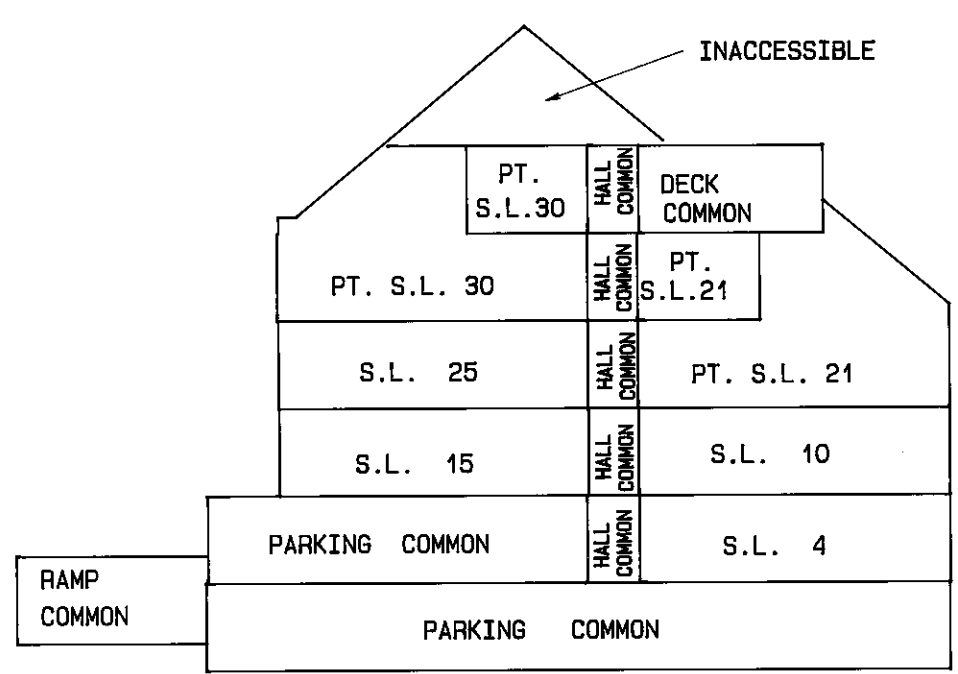 INACCESSIBLE
PT.
S.L.30
HALL
COMMON
DECK
COMMON
PT. S.L. 30
HALL
COMMON
PT.
S.L.21
S.L. 25
HALL
COMMON
PT. S.L. 21
S.L. 15
HALL
COMMON
S.L. 10
PARKING COMMON
HALL
COMMON
S.L. 4
RAMP
COMMON
PARKING COMMON